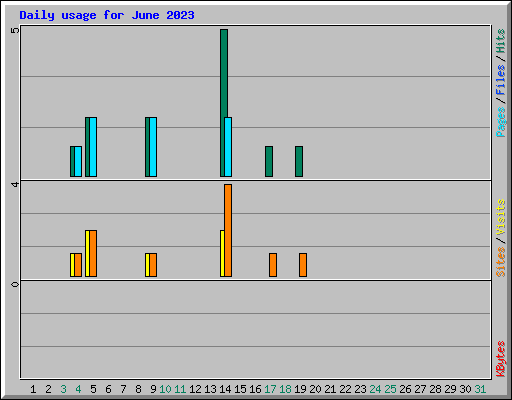 Daily usage for June 2023
5
4
0
Pages / Files / Hits
Sites / Visits
KBytes
1 2 3 4 5 6 7 8 9 10 11 12 13 14 15 16 17 18 19 20 21 22 23 24 25 26 27 28 29 30 31